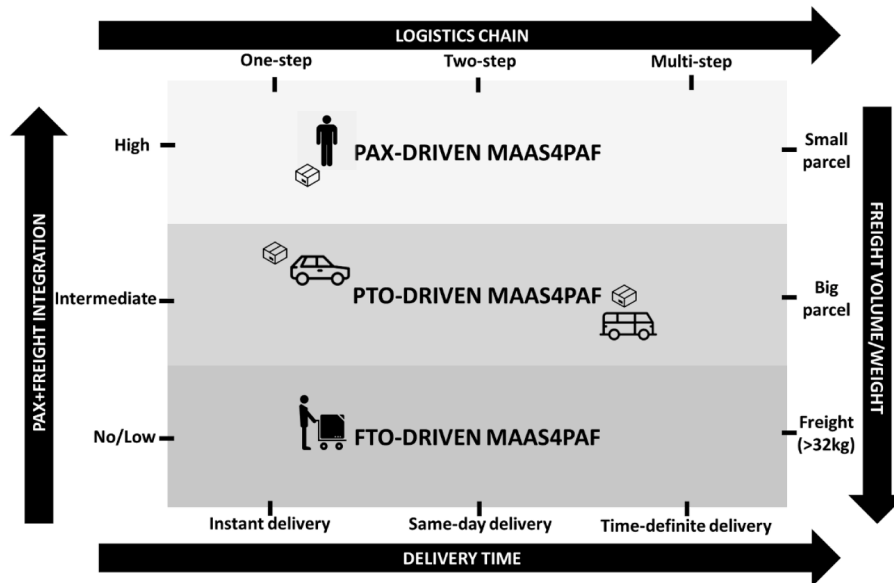 LOGISTICS CHAIN
One-step
Two-step
Multi-step
PAX+FREIGHT INTEGRATION
High
Intermediate
No/Low
PAX-DRIVEN MAAS4PAF
PTO-DRIVEN MAAS4PAF
FTO-DRIVEN MAAS4PAF
Small
parcel
Big
parcel
Freight
(>32kg)
FREIGHT VOLUME/WEIGHT
Instant delivery
Same-day delivery
Time-definite delivery
DELIVERY TIME